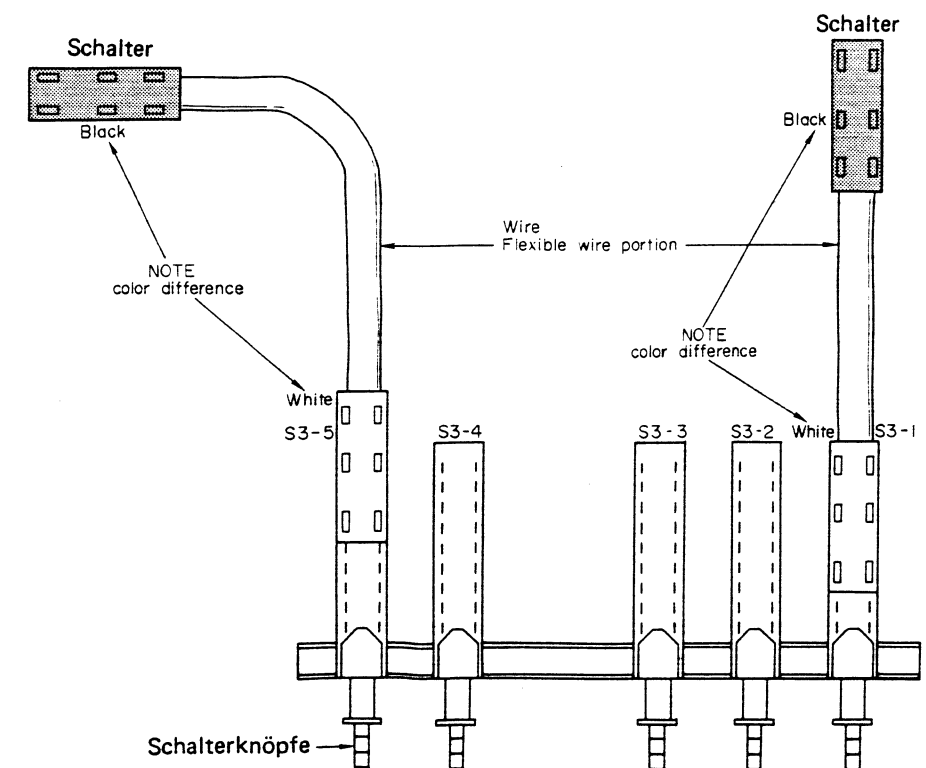 Schalter
Schalter
Black
Black
Wire
Flexible wire portion
NOTE
color difference
NOTE
color difference
White
S3-5
S3-4
S3-3
S3-2
White
S3-1
Schalterknöpfe